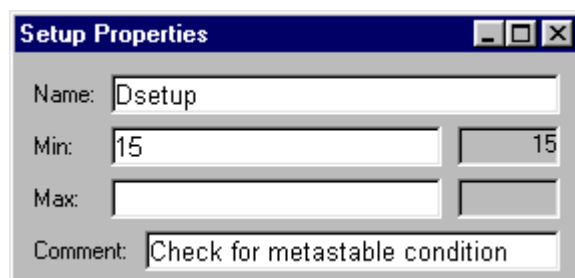 Setup Properties
Name: Dsetup
Min: 15 15
Max:
Comment: Check for metastable condition